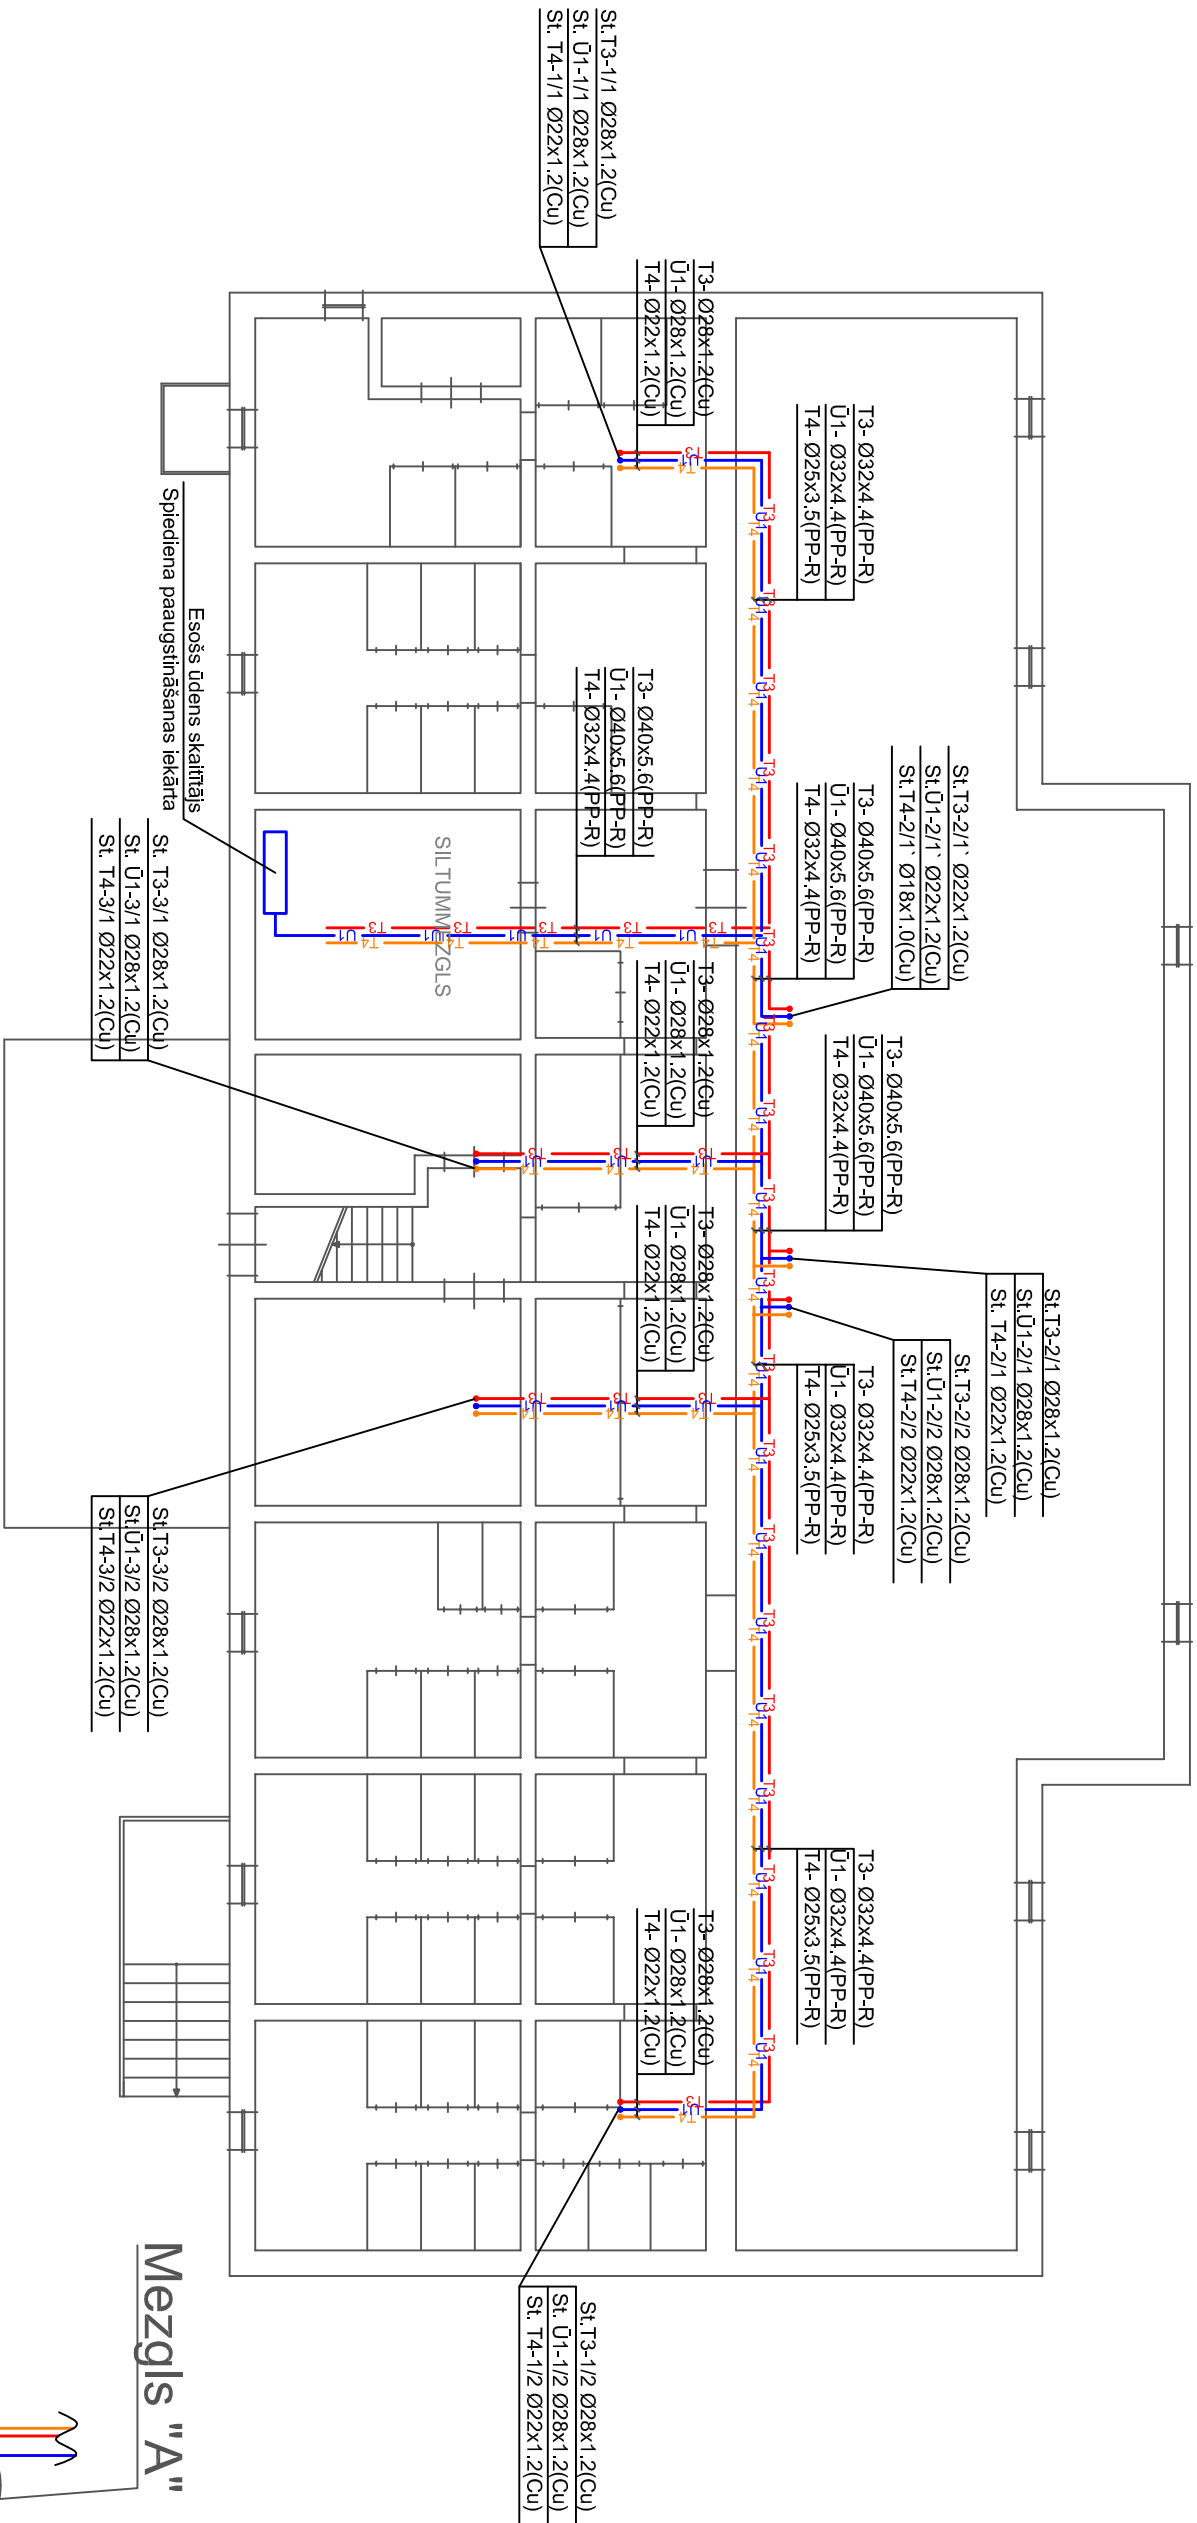 St.T3-1/1 Ø28x1.2(Cu)
St. Ū1-1/1 Ø28x1.2(Cu)
St. T4-1/1 Ø22x1.2(Cu)
T3- Ø28x1.2(Cu)
Ū1- Ø28x1.2(Cu)
T4- Ø22x1.2(Cu)
T3- Ø32x4.4(PP-R)
Ū1- Ø32x4.4(PP-R)
T4- Ø25x3.5(PP-R)
T3- Ø40x5.6(PP-R)
Ū1- Ø40x5.6(PP-R)
T4- Ø32x4.4(PP-R)
St.T3-2/1` Ø22x1.2(Cu)
St.Ū1-2/1` Ø22x1.2(Cu)
St.T4-2/1` Ø18x1.0(Cu)
T3- Ø40x5.6(PP-R)
Ū1- Ø40x5.6(PP-R)
T4- Ø32x4.4(PP-R)
Esošs ūdens skaitītājs
Spiediena paaugstināšanas iekārta
SILTUMMEZGLS
St. T3-3/1 Ø28x1.2(Cu)
St. Ū1-3/1 Ø28x1.2(Cu)
St. T4-3/1 Ø22x1.2(Cu)
T3- Ø28x1.2(Cu)
Ū1- Ø28x1.2(Cu)
T4- Ø22x1.2(Cu)
T3- Ø40x5.6(PP-R)
Ū1- Ø40x5.6(PP-R)
T4- Ø32x4.4(PP-R)
St.T3-2/1 Ø28x1.2(Cu)
St.Ū1-2/1 Ø28x1.2(Cu)
St. T4-2/1 Ø22x1.2(Cu)
St.T3-2/2 Ø28x1.2(Cu)
St.Ū1-2/2 Ø28x1.2(Cu)
St.T4-2/2 Ø22x1.2(Cu)
T3- Ø28x1.2(Cu)
Ū1- Ø28x1.2(Cu)
T4- Ø22x1.2(Cu)
T3- Ø32x4.4(PP-R)
Ū1- Ø32x4.4(PP-R)
T4- Ø25x3.5(PP-R)
St.T3-3/2 Ø28x1.2(Cu)
St.Ū1-3/2 Ø28x1.2(Cu)
St.T4-3/2 Ø22x1.2(Cu)
T3- Ø32x4.4(PP-R)
Ū1- Ø32x4.4(PP-R)
T4- Ø25x3.5(PP-R)
T3- Ø28x1.2(Cu)
Ū1- Ø28x1.2(Cu)
T4- Ø22x1.2(Cu)
St.T3-1/2 Ø28x1.2(Cu)
St. Ū1-1/2 Ø28x1.2(Cu)
St. T4-1/2 Ø22x1.2(Cu)
Mezgls "A"